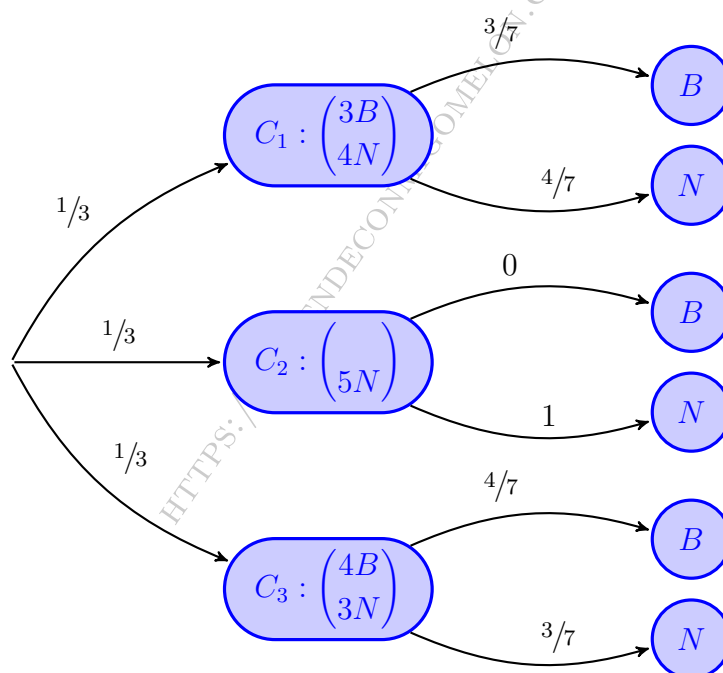 3/7
B
C₁ : (3B
4N)
4/7
N
1/3
0
B
1/3
C₂ : (
5N)
1
N
1/3
4/7
B
C₃ : (4B
3N)
3/7
N